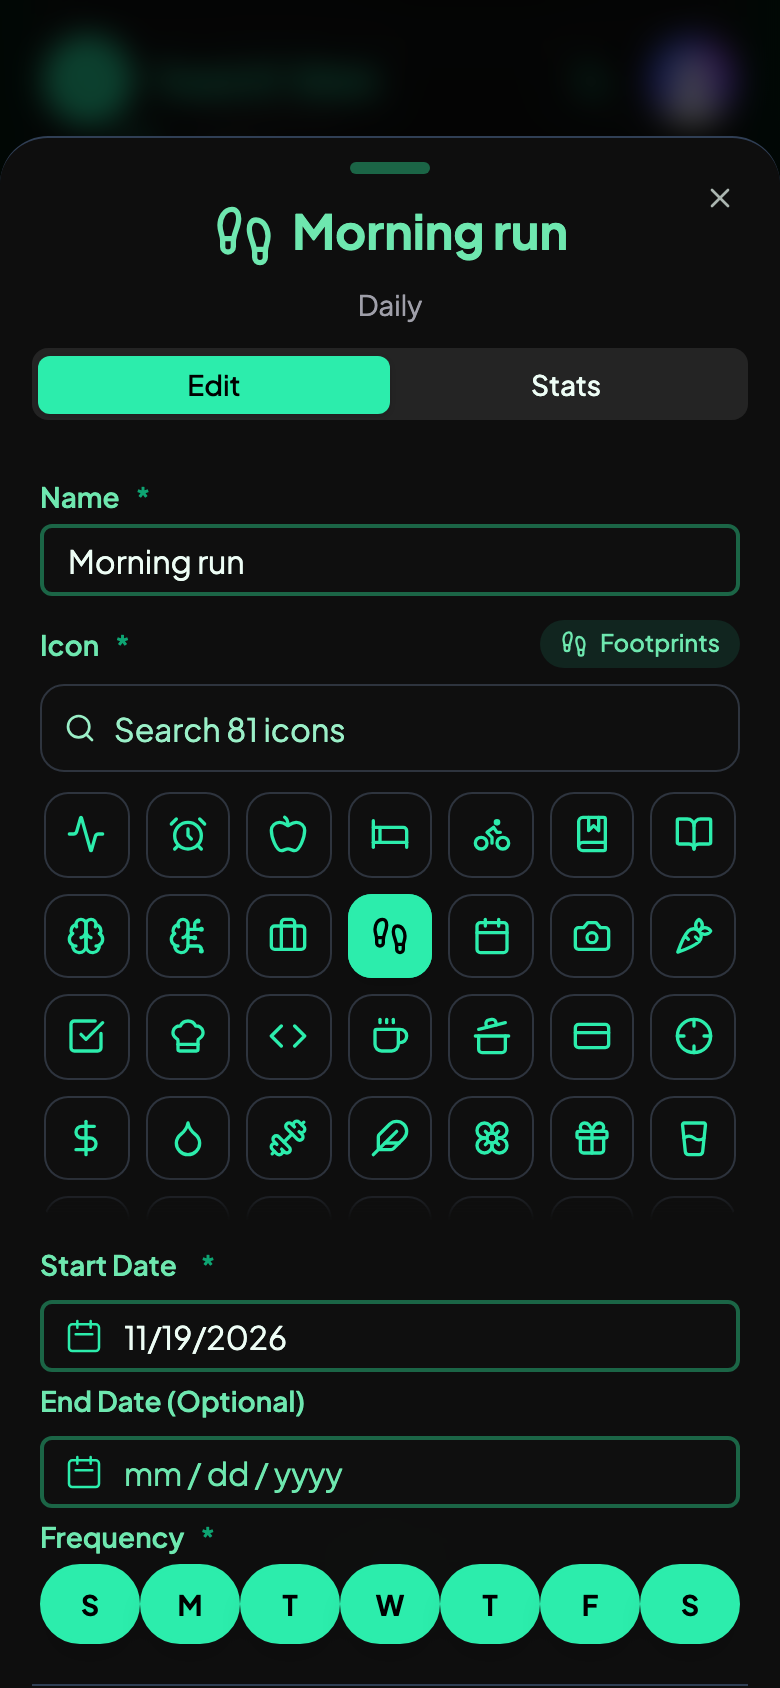 Morning run
Daily
Edit Stats
Name *
Morning run
Icon * Footprints
Search 81 icons
Start Date *
11/19/2026
End Date (Optional)
mm / dd / yyyy
Frequency *
S M T W T F S